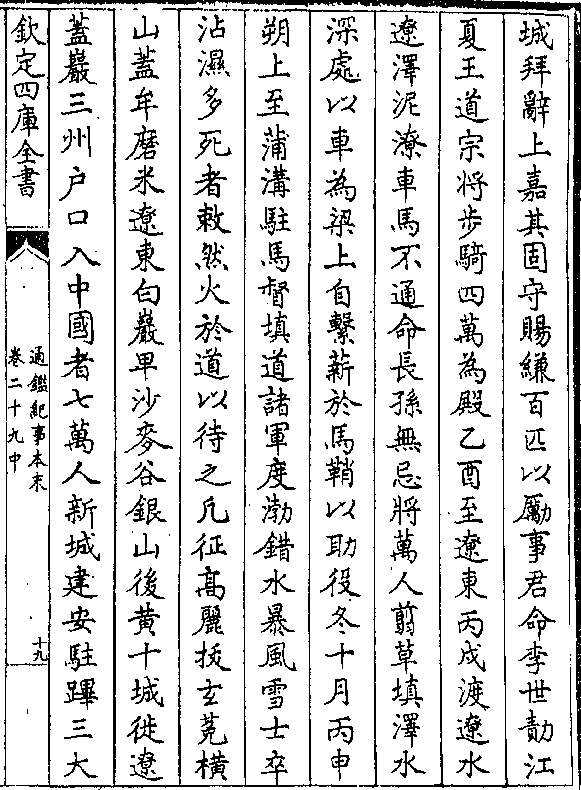 城拜辭上嘉其固守賜縑百匹以勵事君命李世勣江
夏王道宗將步騎四萬為殿乙酉至遼東丙戌渡遼水
遼澤泥潦車馬不通命長孫無忌將萬人翦草填澤水
深處以車為梁上自繫薪於馬鞘以助役冬十月丙申
朔上至蒲溝駐馬督填道諸軍度渤錯水暴風雪士卒
沾濕多死者敕然火於道以待之凡征高麗拔玄菟橫
山蓋牟磨米遼東白巖卑沙麥谷銀山後黃十城徙遼
蓋巖三州户口入中國者七萬人新城建安駐蹕三大
欽定四庫全書
通鑑紀事本末
卷二十九中
十九